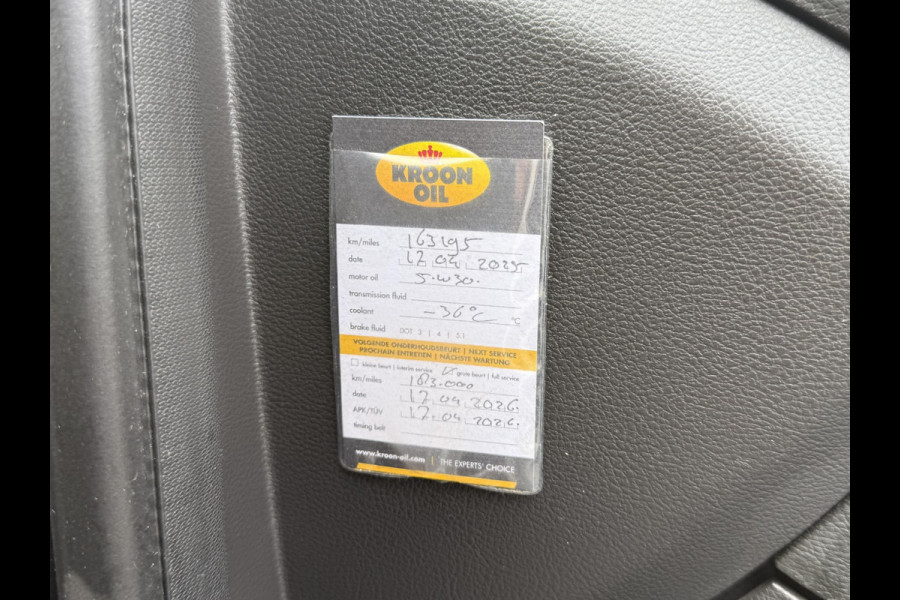 KROON
OIL
km/miles 163195
date 17 04 2025
motor oil 5.w30.
transmission fluid
coolant -36°C °C
brake fluid DOT 3 | 4 | 5.1
VOLGENDE ONDERHOUDSBEURT | NEXT SERVICE
PROCHAIN ENTRETIEN | NÄCHSTE WARTUNG
kleine beurt | interim service grote beurt | full service
km/miles 183.000
date 17 04 2026.
APK/TÜV 17.04 2026.
timing belt
www.kroon-oil.com | THE EXPERTS' CHOICE